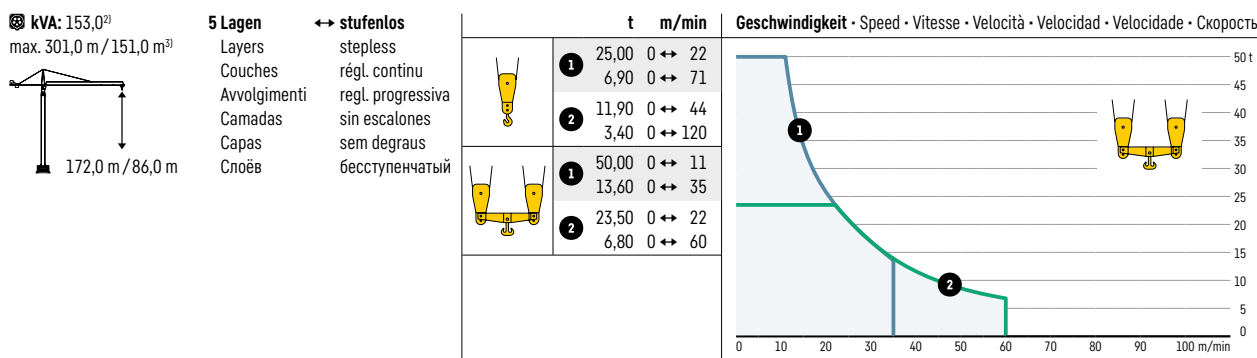 kVA: 153,0²⁾
max. 301,0 m / 151,0 m³⁾
172,0 m / 86,0 m
5 Lagen ↔ stufenlos
Layers stepless
Couches régl. continu
Avvolgimenti regl. progressiva
Camadas sin escalones
Capas sem degraus
Слоёв бесступенчатый
t m/min
1 25,00 0 ↔ 22
6,90 0 ↔ 71
2 11,90 0 ↔ 44
3,40 0 ↔ 120
1 50,00 0 ↔ 11
13,60 0 ↔ 35
2 23,50 0 ↔ 22
6,80 0 ↔ 60
Geschwindigkeit · Speed · Vitesse · Velocità · Velocidad · Velocidade · Скорость
50 t
45
40
35
30
25
20
15
10
5
0
1
2
0 10 20 30 40 50 60 70 80 90 100 m/min